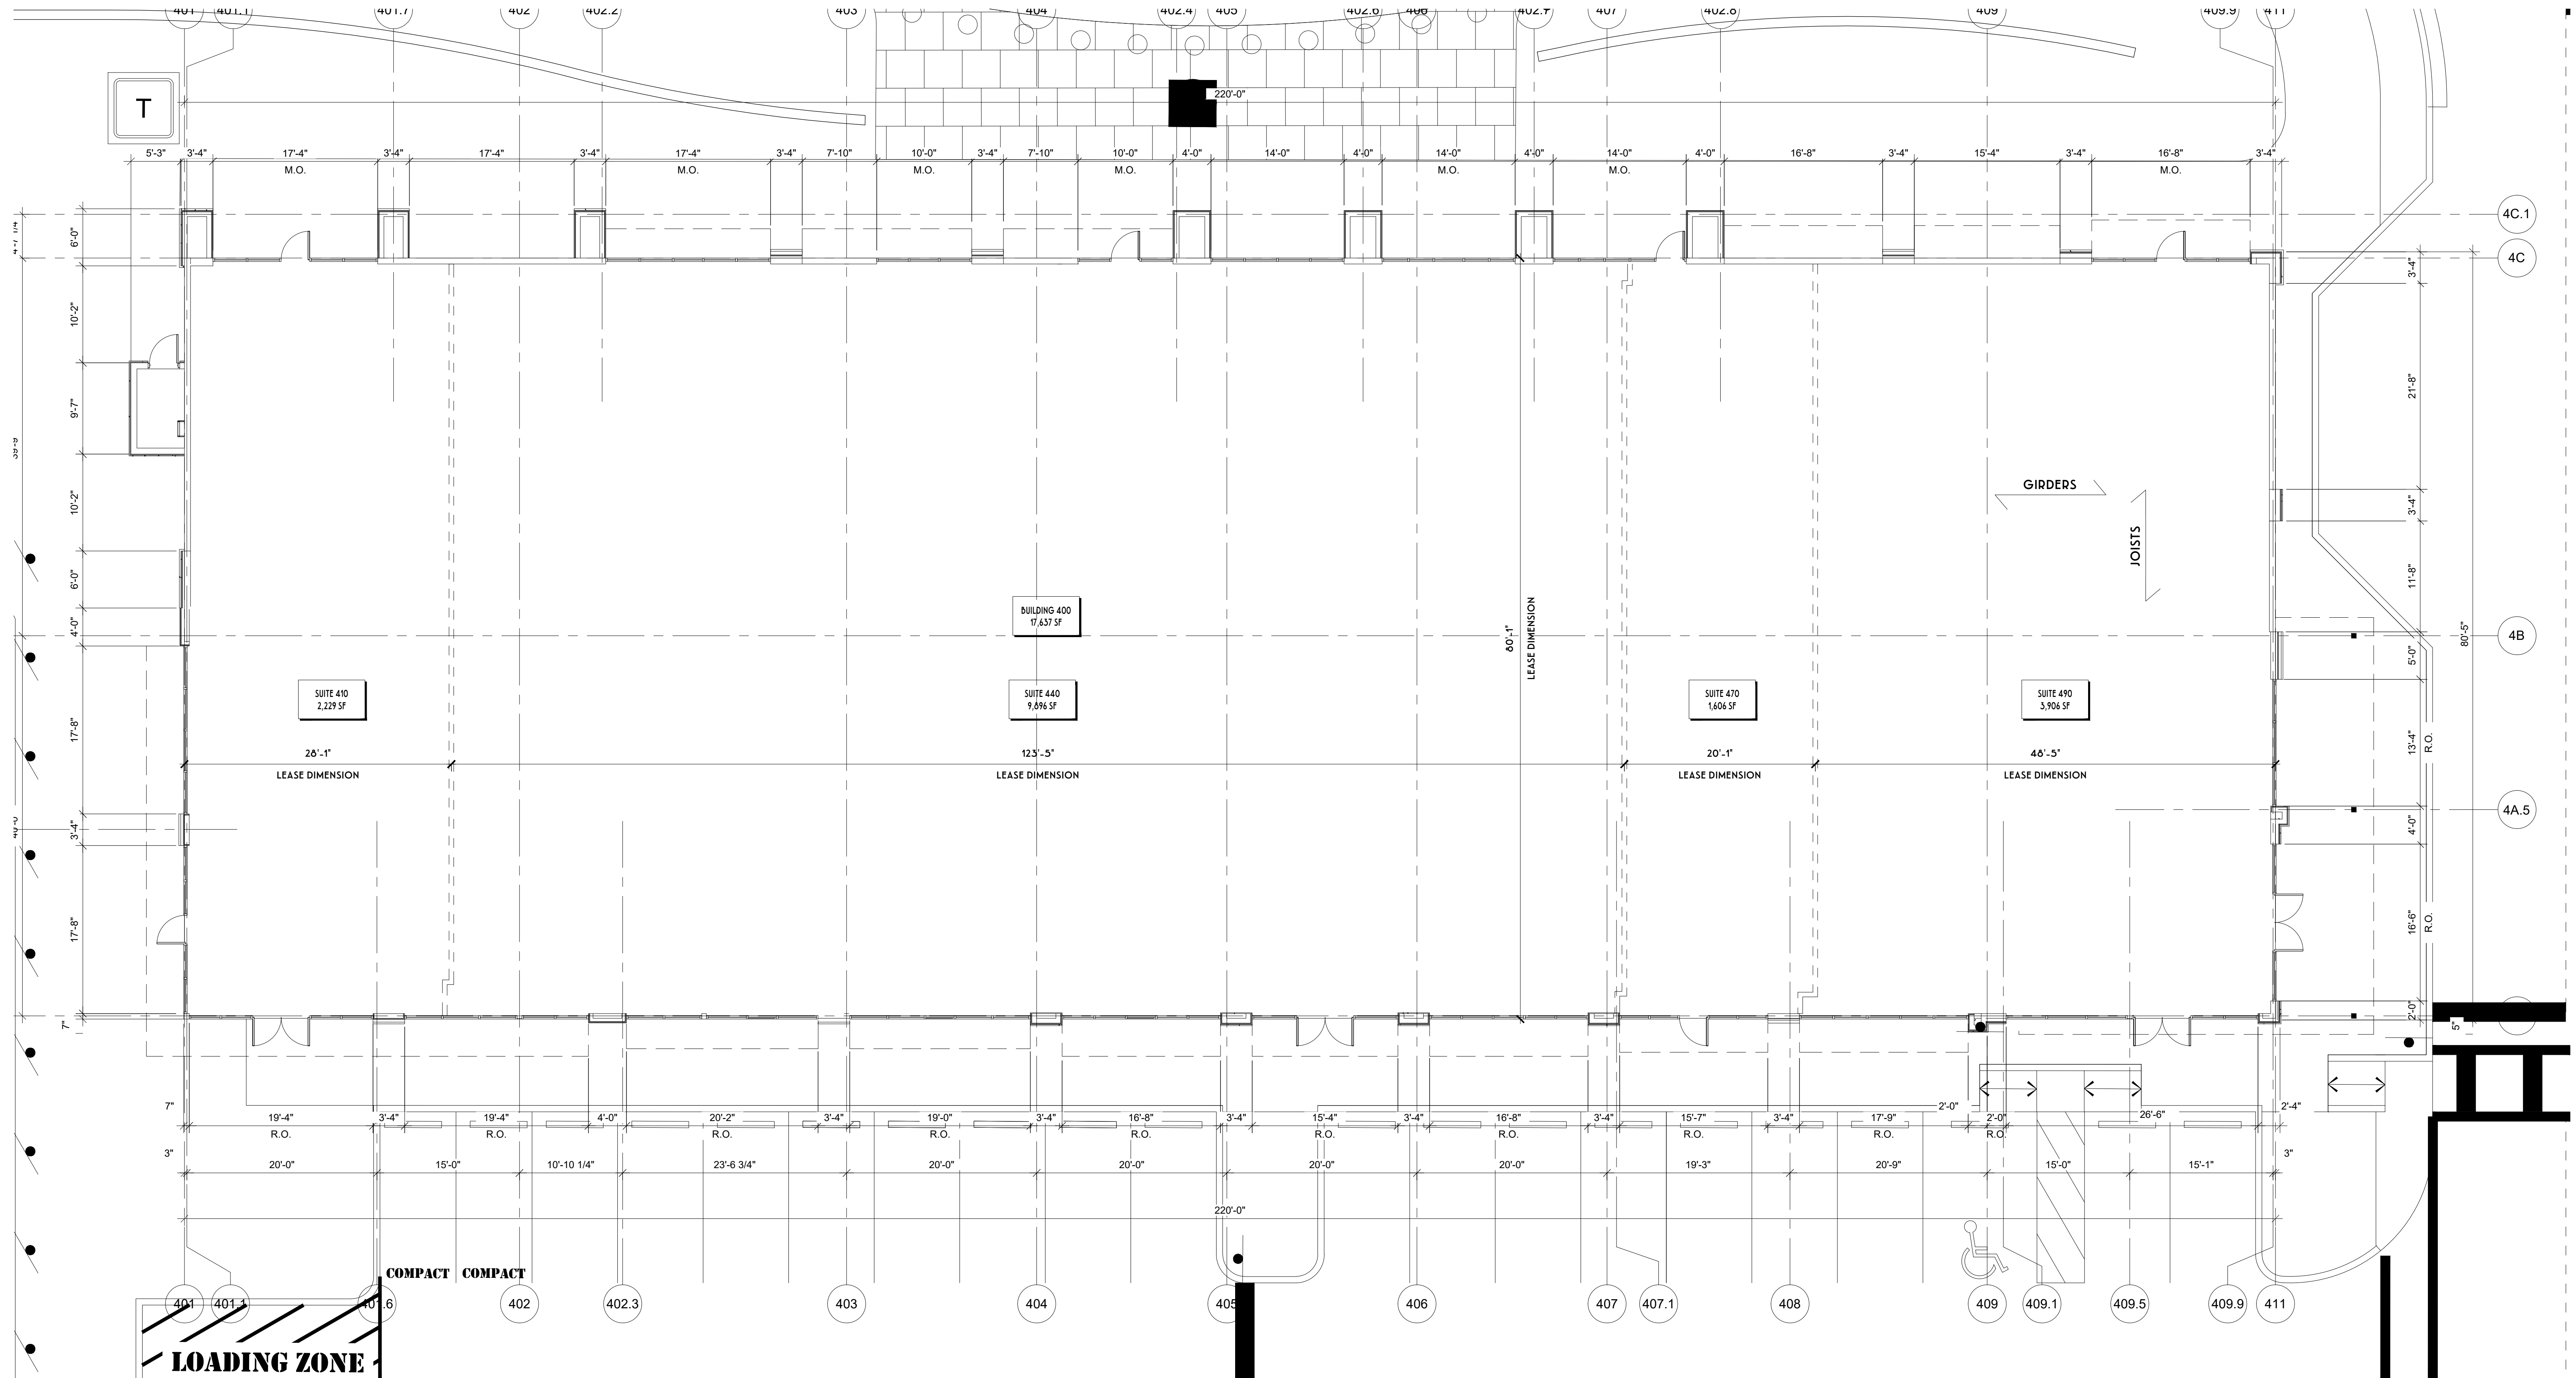 401 401.1 401.7 402 402.2 403 404 402.4 405 402.6 406 402.7 407 402.8 409 409.9 411
T
220'-0"
5'-3" 3'-4" 17'-4" 3'-4" 17'-4" 3'-4" 17'-4" 3'-4" 7'-10" 10'-0" 3'-4" 7'-10" 10'-0" 4'-0" 14'-0" 4'-0" 14'-0" 4'-0" 14'-0" 4'-0" 16'-8" 3'-4" 15'-4" 3'-4" 16'-8" 3'-4"
M.O. M.O. M.O. M.O. M.O. M.O. M.O.
4C.1
4C
4B
4A.5
6'-0"
10'-2"
9'-7"
10'-2"
6'-0"
4'-0"
17'-8"
3'-4"
17'-8"
7"
39'-9
GIRDERS
JOISTS
BUILDING 400
17,637 SF
80'-1"
LEASE DIMENSION
SUITE 410
2,229 SF
SUITE 440
9,896 SF
SUITE 470
1,606 SF
SUITE 490
3,906 SF
28'-1" 123'-5" 20'-1" 48'-5"
LEASE DIMENSION LEASE DIMENSION LEASE DIMENSION LEASE DIMENSION
3'-4"
21'-8"
3'-4"
11'-8"
5'-0"
13'-4"
R.O.
4'-0"
16'-6"
R.O.
2'-0"
80'-5"
5"
7" 2'-0" 2'-4"
19'-4" 3'-4" 19'-4" 4'-0" 20'-2" 3'-4" 19'-0" 3'-4" 16'-8" 3'-4" 15'-4" 3'-4" 16'-8" 3'-4" 15'-7" 3'-4" 17'-9" 2'-0" 26'-6"
R.O. R.O. R.O. R.O. R.O. R.O. R.O. R.O. R.O. R.O.
3" 3"
20'-0" 15'-0" 10'-10 1/4" 23'-6 3/4" 20'-0" 20'-0" 20'-0" 20'-0" 19'-3" 20'-9" 15'-0" 15'-1"
220'-0"
COMPACT COMPACT
401 401.1 401.6 402 402.3 403 404 405 406 407 407.1 408 409 409.1 409.5 409.9 411
LOADING ZONE